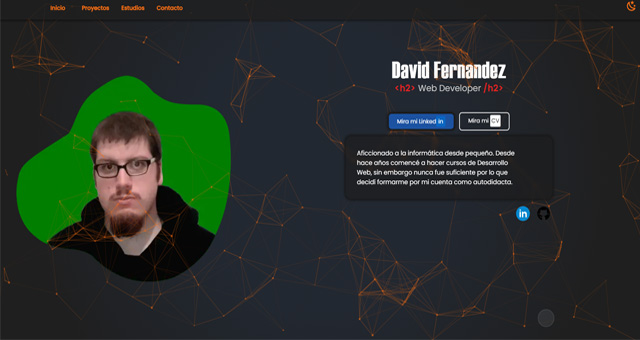 Inicio Proyectos Estudios Contacto
David Fernandez
<h2> Web Developer /h2>
Mira mi Linked in Mira mi CV
Aficcionado a la informática desde pequeño. Desde
hace años comencé a hacer cursos de Desarrollo
Web, sin embargo nunca fue suficiente por lo que
decidí formarme por mi cuenta como autodidacta.
in